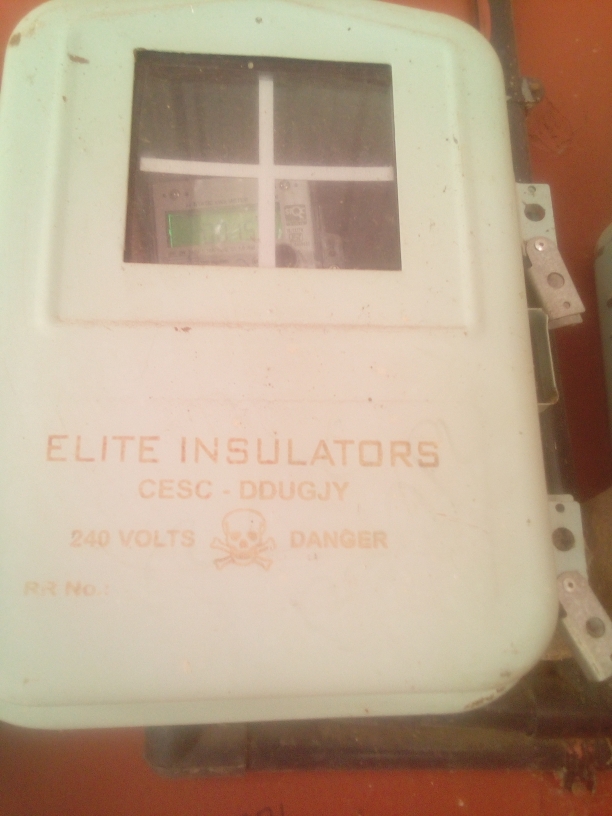 ELITE INSULATORS
CESC - DDUGJY
240 VOLTS DANGER
RR No.: